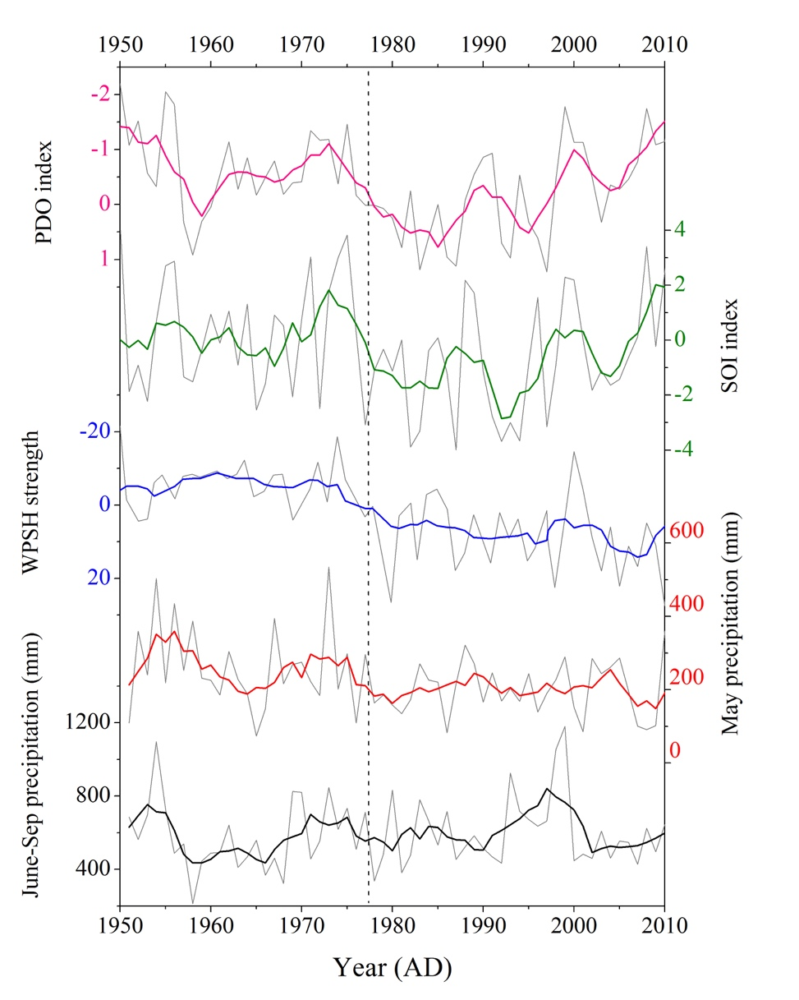 1950 1960 1970 1980 1990 2000 2010
-2
-1
0
1
PDO index
4
2
0
-2
-4
SOI index
-20
0
20
WPSH strength
600
400
200
0
May precipitation (mm)
1200
800
400
June-Sep precipitation (mm)
1950 1960 1970 1980 1990 2000 2010
Year (AD)